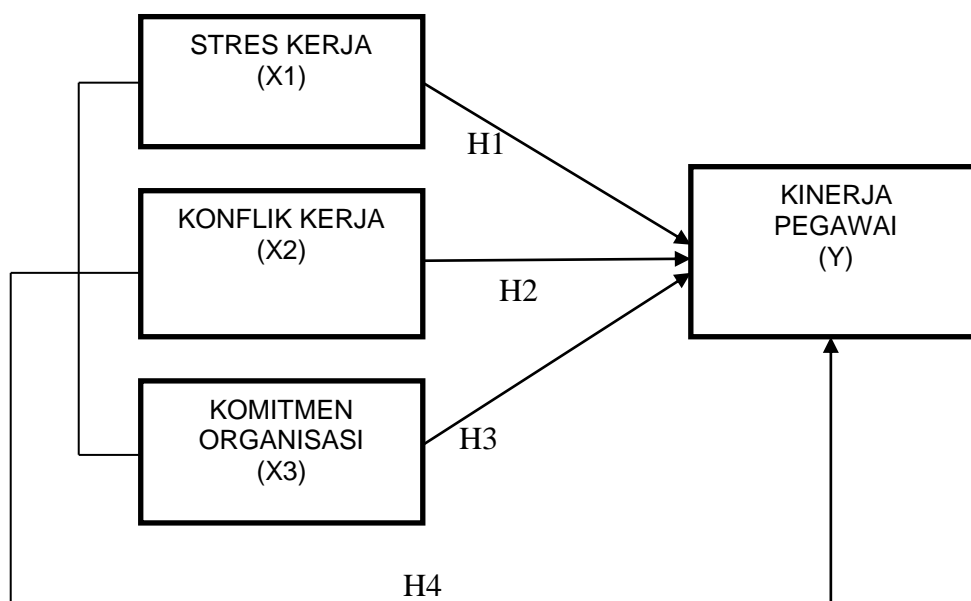 STRES KERJA
(X1)
H1
KONFLIK KERJA
(X2)
H2
KOMITMEN
ORGANISASI
(X3)
H3
KINERJA
PEGAWAI
(Y)
H4